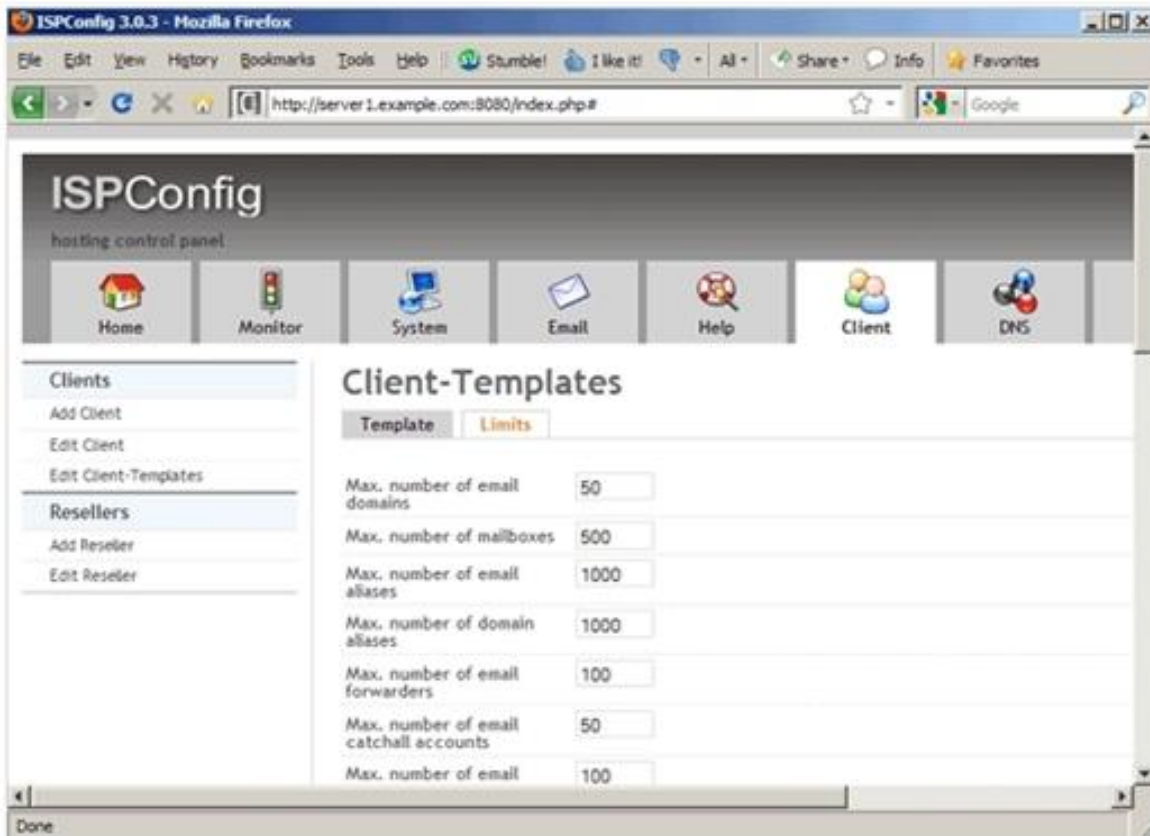 ISPConfig 3.0.3 - Mozilla Firefox
File Edit View History Bookmarks Tools Help Stumble! I like it! All Share Info Favorites
http://server1.example.com:8080/index.php# Google
ISPConfig
hosting control panel
Home Monitor System Email Help Client DNS
Clients
Add Client
Edit Client
Edit Client-Templates
Resellers
Add Reseller
Edit Reseller
Client-Templates
Template Limits
Max. number of email
domains
50
Max. number of mailboxes 500
Max. number of email
aliases
1000
Max. number of domain
aliases
1000
Max. number of email
forwarders
100
Max. number of email
catchall accounts
50
Max. number of email 100
Done